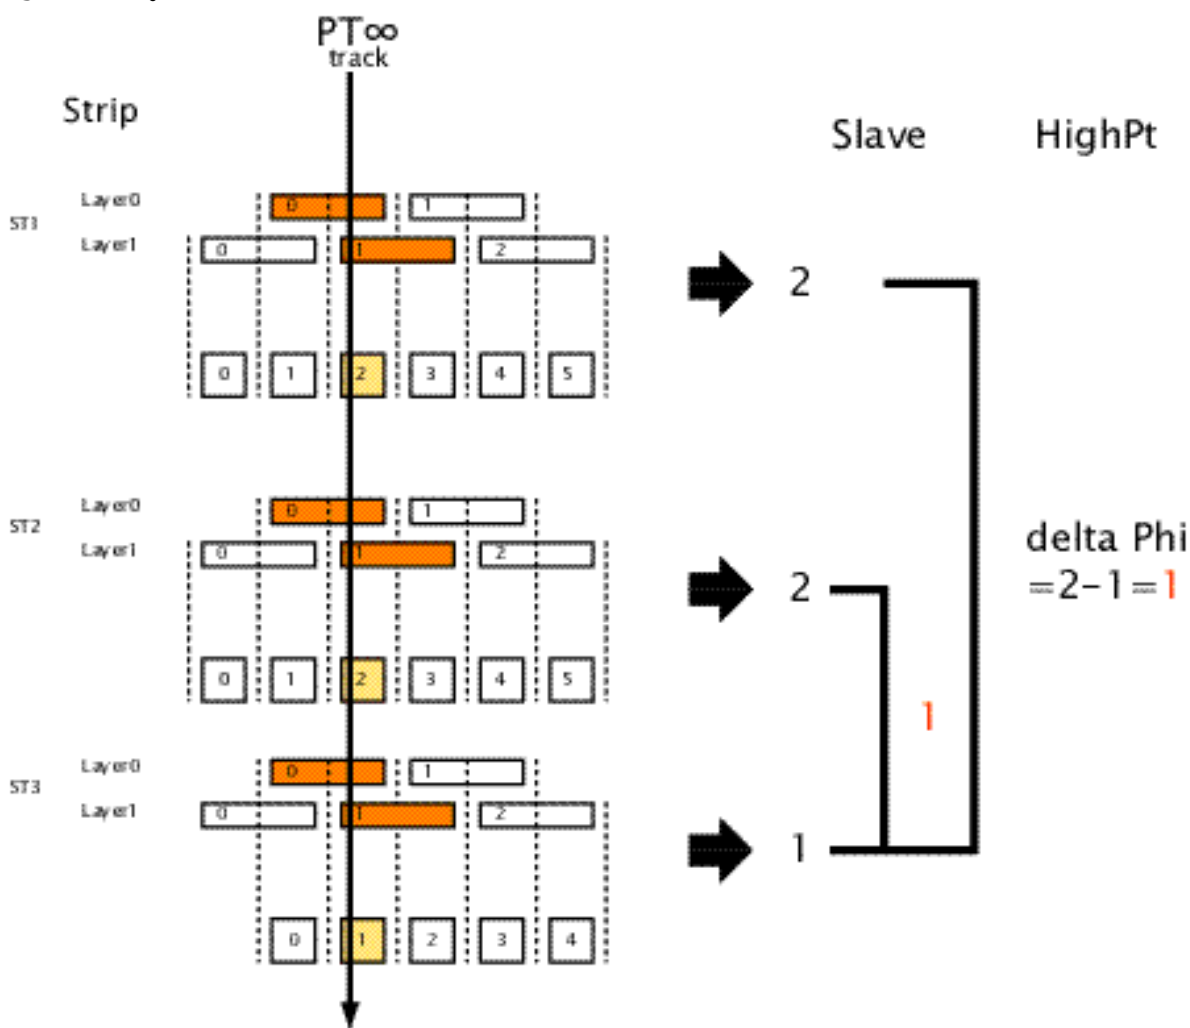 PT∞
track
Strip
Slave HighPt
ST1
Layer0
0 1
Layer1
0 1 2
2
0 1 2 3 4 5
ST2
Layer0
0 1
Layer1
0 1 2
2
delta Phi
=2-1=1
0 1 2 3 4 5
1
ST3
Layer0
0 1
Layer1
0 1 2
1
0 1 2 3 4